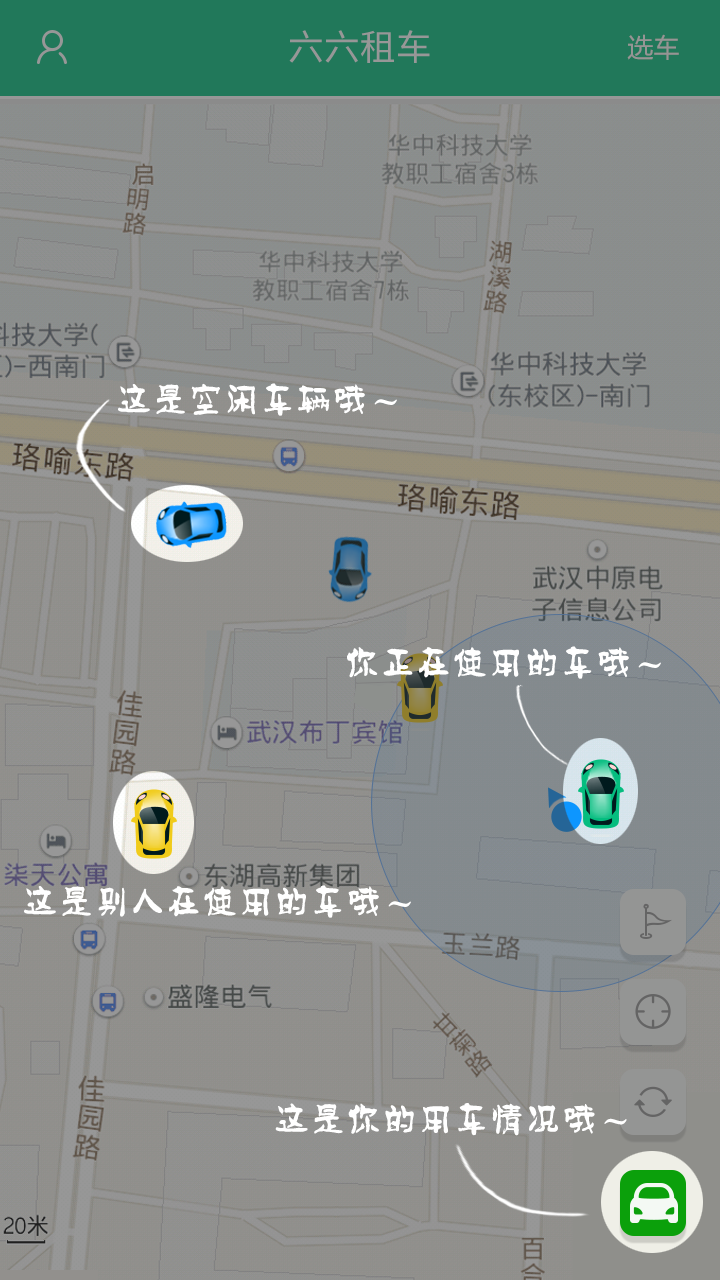 六六租车
选车
华中科技大学
教职工宿舍3栋
启明路
湖溪路
华中科技大学
教职工宿舍7栋
科技大学(
)-西南门
华中科技大学
(东校区)-南门
这是空闲车辆哦～
珞喻东路
珞喻东路
武汉中原电
子信息公司
你正在使用的车哦～
佳园路
武汉布丁宾馆
柒天公寓
东湖高新集团
这是别人在使用的车哦～
玉兰路
盛隆电气
甘菊路
佳园路
这是你的用车情况哦～
20米
百合